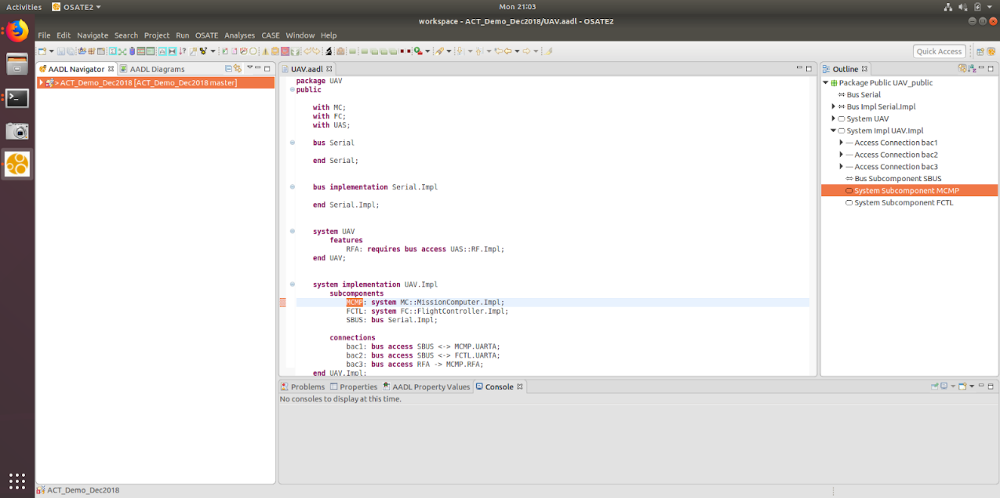 Activities OSATE2 Mon 21:03
workspace - ACT_Demo_Dec2018/UAV.aadl - OSATE2
File Edit Navigate Search Project Run OSATE Analyses CASE Window Help
Quick Access
AADL Navigator AADL Diagrams
> ACT_Demo_Dec2018 [ACT_Demo_Dec2018 master]
UAV.aadl
package UAV
public
with MC;
with FC;
with UAS;
bus Serial
end Serial;
bus implementation Serial.Impl
end Serial.Impl;
system UAV
features
RFA: requires bus access UAS::RF.Impl;
end UAV;
system implementation UAV.Impl
subcomponents
MCMP: system MC::MissionComputer.Impl;
FCTL: system FC::FlightController.Impl;
SBUS: bus Serial.Impl;
connections
bac1: bus access SBUS <-> MCMP.UARTA;
bac2: bus access SBUS <-> FCTL.UARTA;
bac3: bus access RFA -> MCMP.RFA;
end UAV.Impl;
Outline
Package Public UAV_public
Bus Serial
Bus Impl Serial.Impl
System UAV
System Impl UAV.Impl
Access Connection bac1
Access Connection bac2
Access Connection bac3
Bus Subcomponent SBUS
System Subcomponent MCMP
System Subcomponent FCTL
Problems Properties AADL Property Values Console
No consoles to display at this time.
ACT_Demo_Dec2018